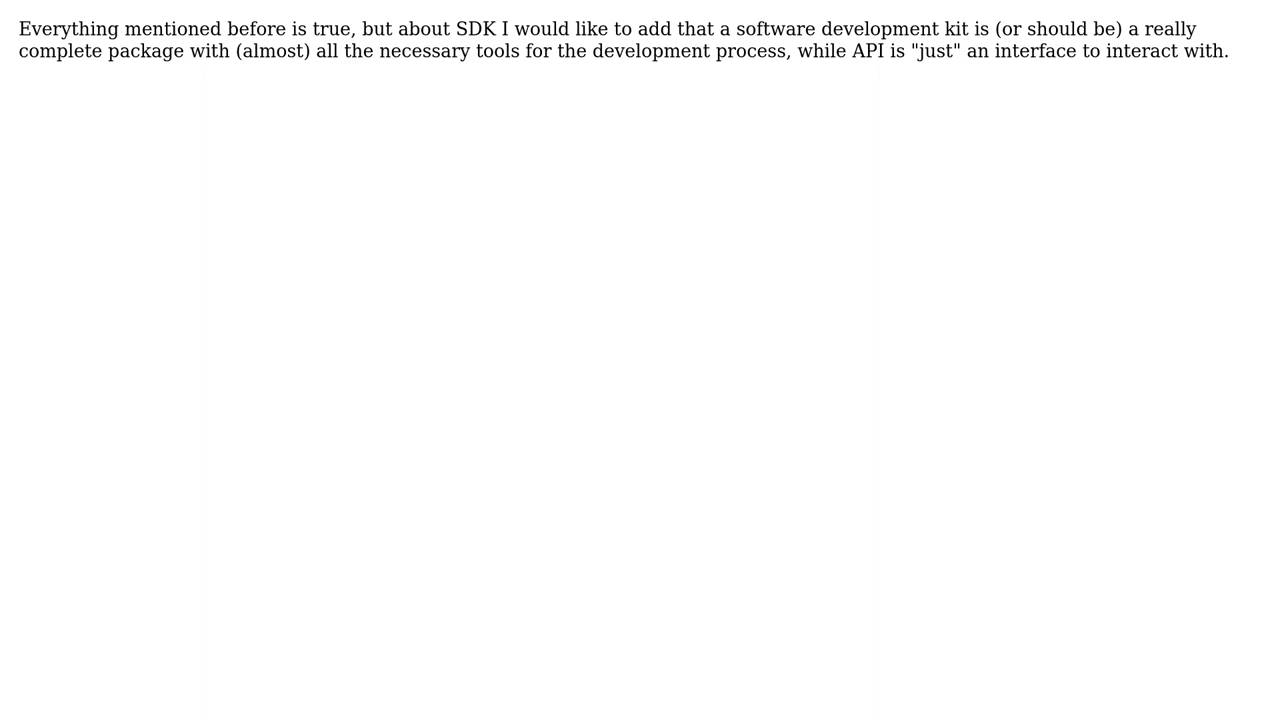 Everything mentioned before is true, but about SDK I would like to add that a software development kit is (or should be) a really
complete package with (almost) all the necessary tools for the development process, while API is "just" an interface to interact with.